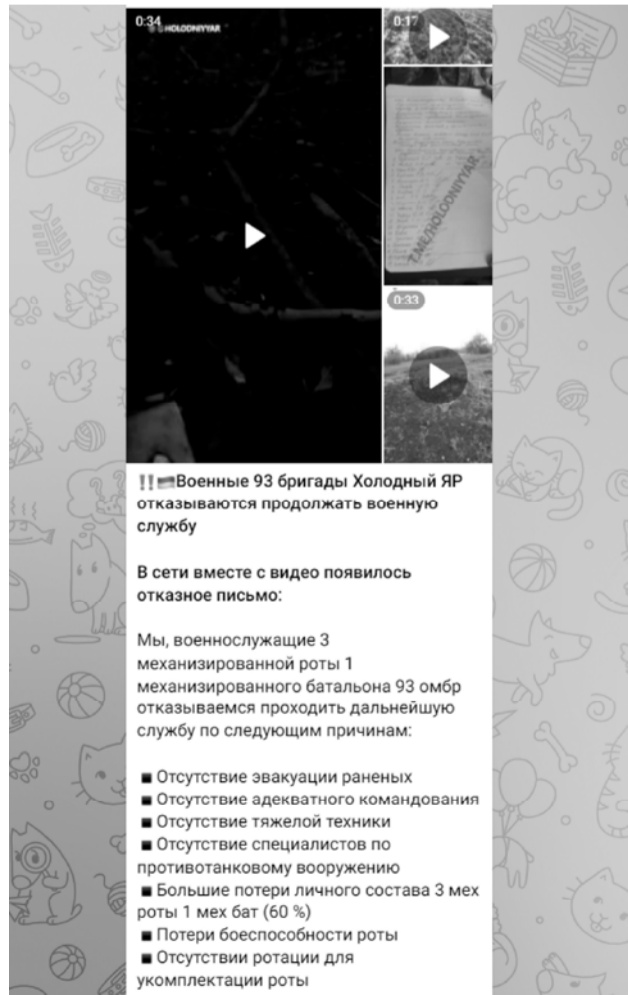 0:34
HOLODNIYYAR
0:17
T.ME/HOLODNIYYAR
0:33
‼️Военные 93 бригады Холодный ЯР
отказываются продолжать военную
службу
В сети вместе с видео появилось
отказное письмо:
Мы, военнослужащие 3
механизированной роты 1
механизированного батальона 93 омбр
отказываемся проходить дальнейшую
службу по следующим причинам:
◾Отсутствие эвакуации раненых
◾Отсутствие адекватного командования
◾Отсутствие тяжелой техники
◾Отсутствие специалистов по
противотанковому вооружению
◾Большие потери личного состава 3 мех
роты 1 мех бат (60 %)
◾Потери боеспособности роты
◾Отсутствии ротации для
укомплектации роты